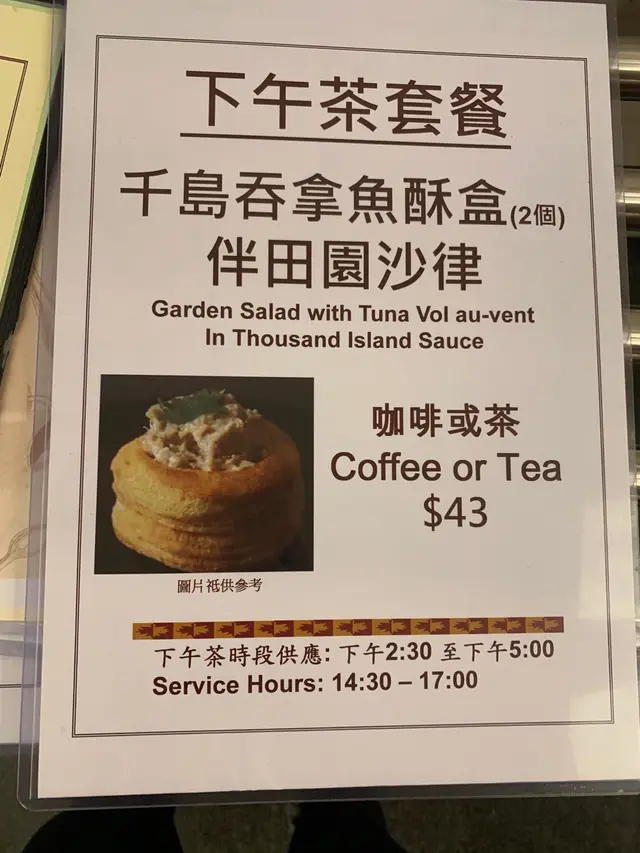 下午茶套餐
千島吞拿魚酥盒(2個)
伴田園沙律
Garden Salad with Tuna Vol au-vent
In Thousand Island Sauce
咖啡或茶
Coffee or Tea
$43
圖片祗供參考
下午茶時段供應: 下午2:30 至下午5:00
Service Hours: 14:30 – 17:00